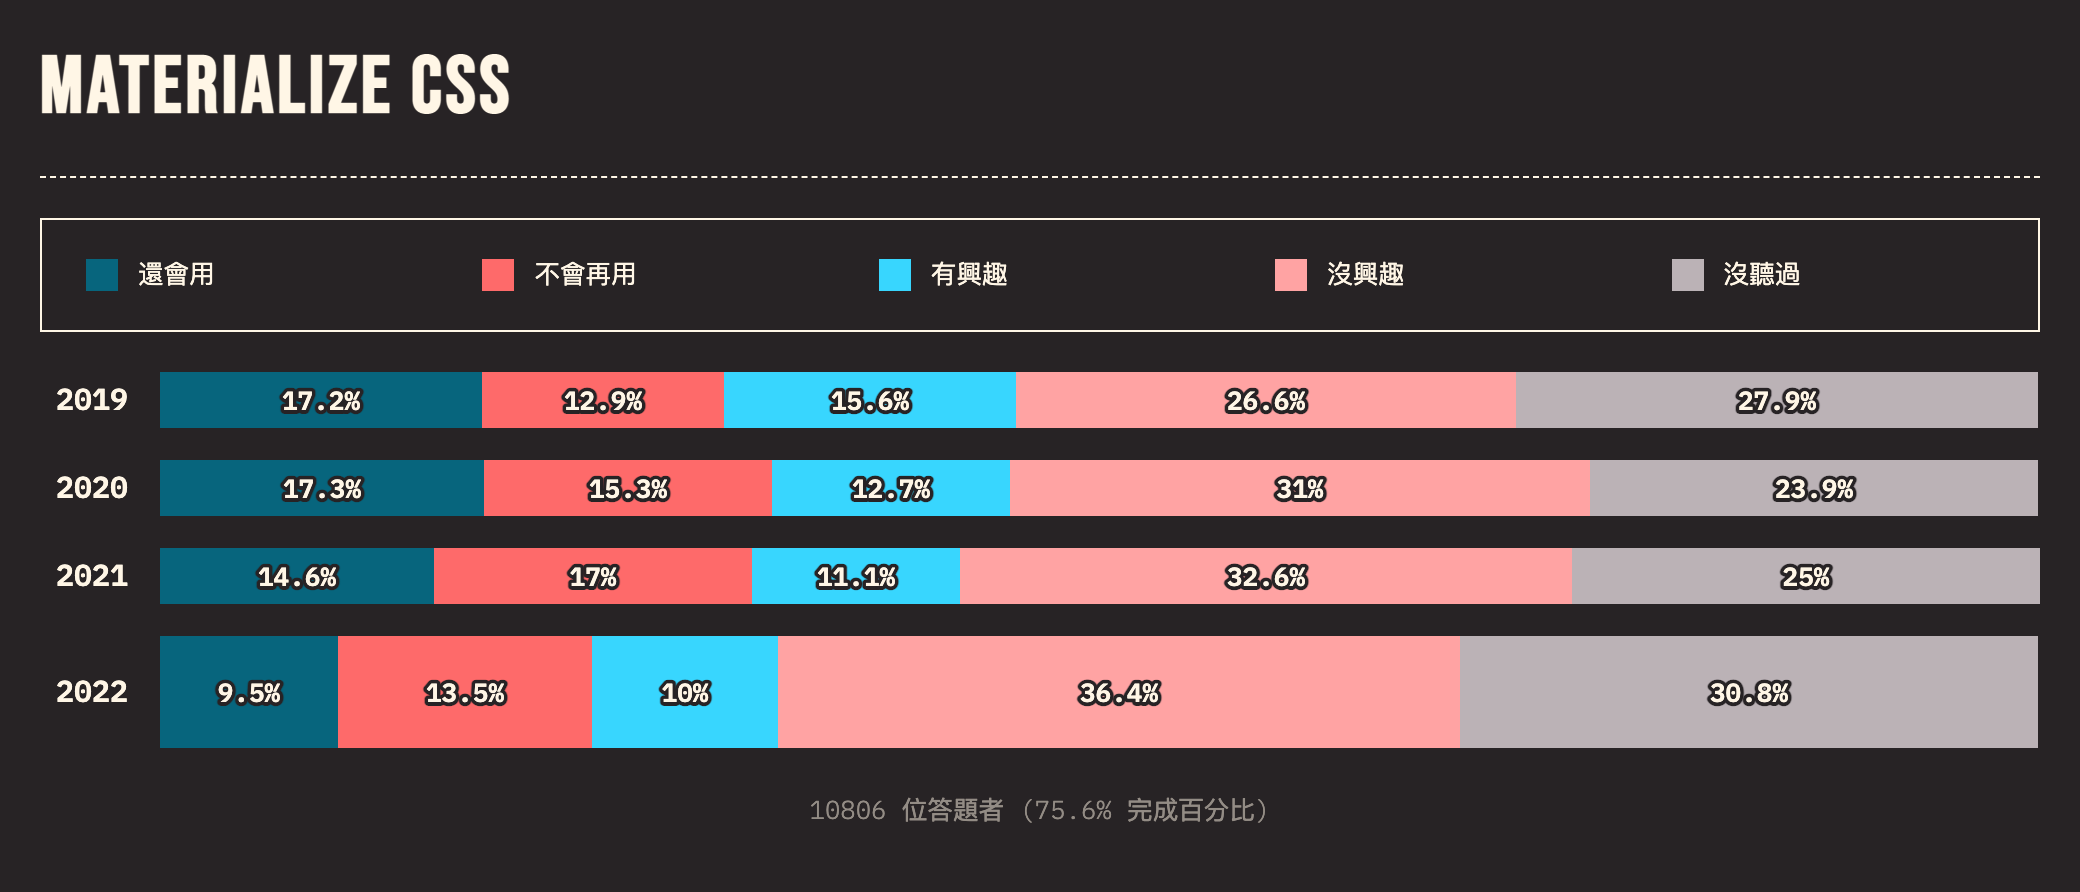 MATERIALIZE CSS
還會用 不會再用 有興趣 沒興趣 沒聽過
2019 17.2% 12.9% 15.6% 26.6% 27.9%
2020 17.3% 15.3% 12.7% 31% 23.9%
2021 14.6% 17% 11.1% 32.6% 25%
2022 9.5% 13.5% 10% 36.4% 30.8%
10806 位答題者 (75.6% 完成百分比)